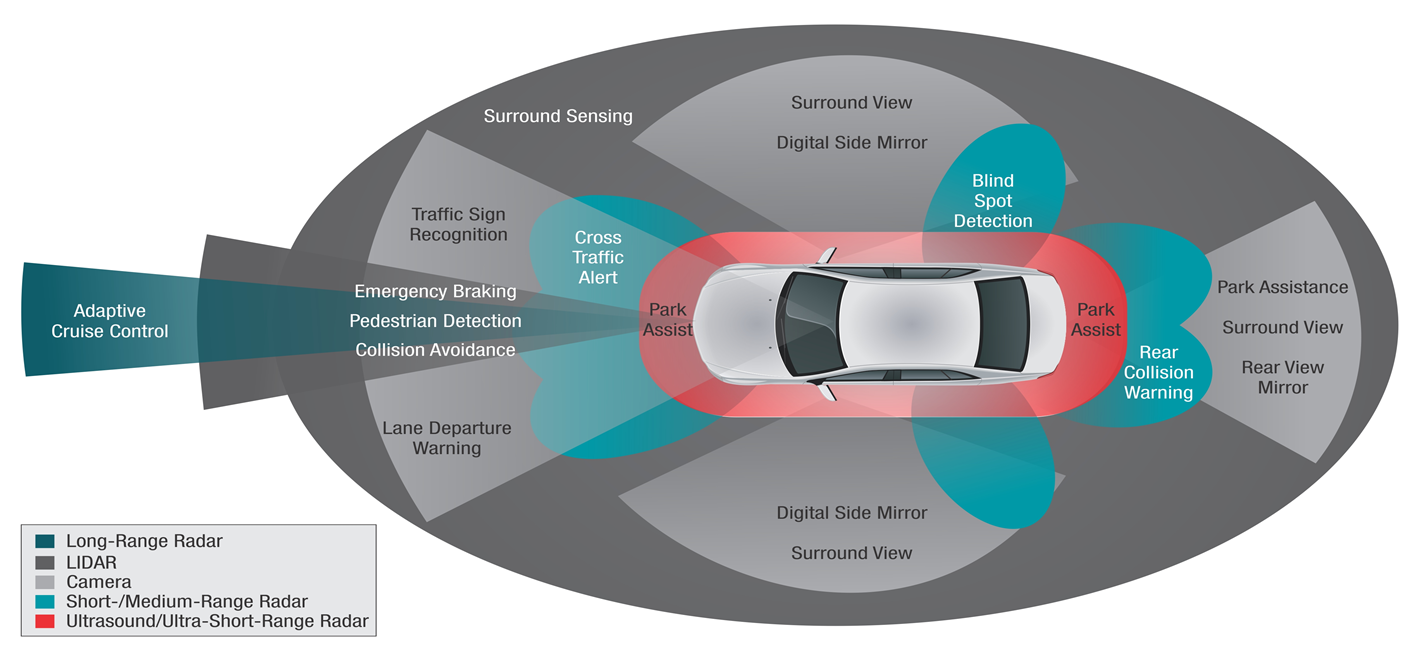 Surround Sensing
Surround View
Digital Side Mirror
Blind
Spot
Detection
Traffic Sign
Recognition
Cross
Traffic
Alert
Adaptive
Cruise Control
Emergency Braking
Pedestrian Detection
Collision Avoidance
Park
Assist
Park
Assist
Rear
Collision
Warning
Park Assistance
Surround View
Rear View
Mirror
Lane Departure
Warning
Digital Side Mirror
Surround View
Long-Range Radar
LIDAR
Camera
Short-/Medium-Range Radar
Ultrasound/Ultra-Short-Range Radar